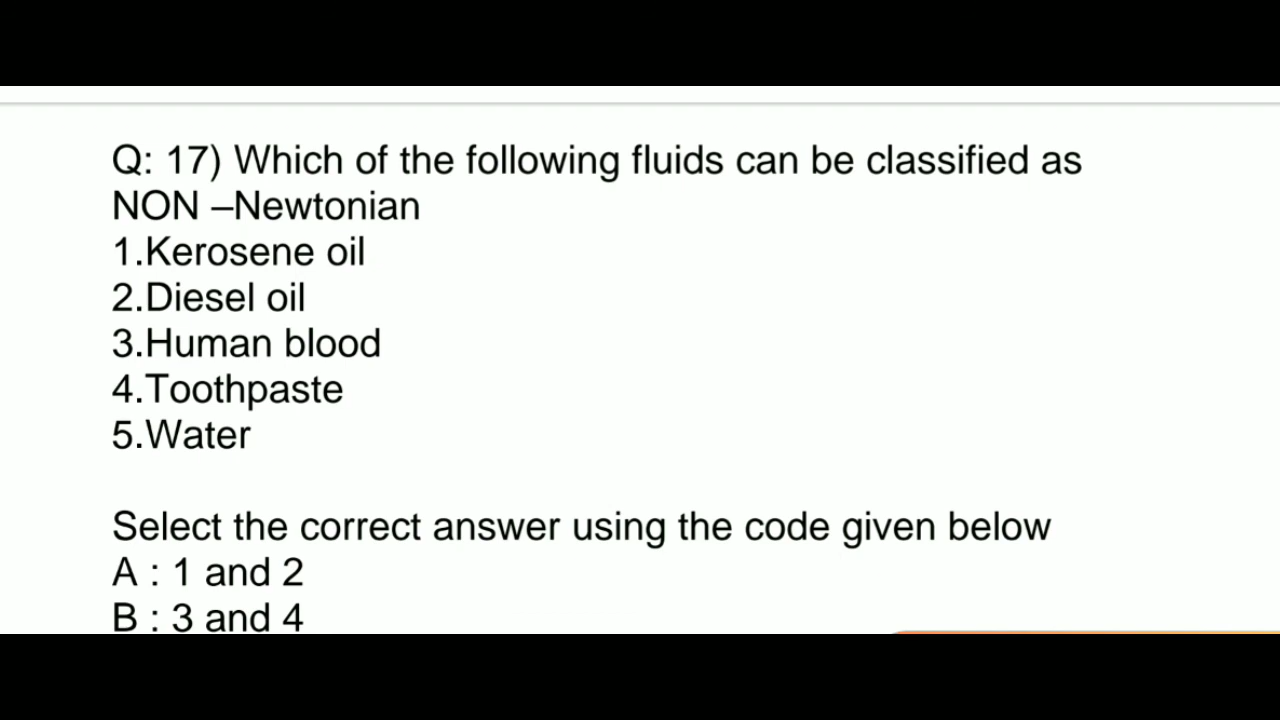 Q: 17) Which of the following fluids can be classified as
NON –Newtonian
1.Kerosene oil
2.Diesel oil
3.Human blood
4.Toothpaste
5.Water
Select the correct answer using the code given below
A : 1 and 2
B : 3 and 4